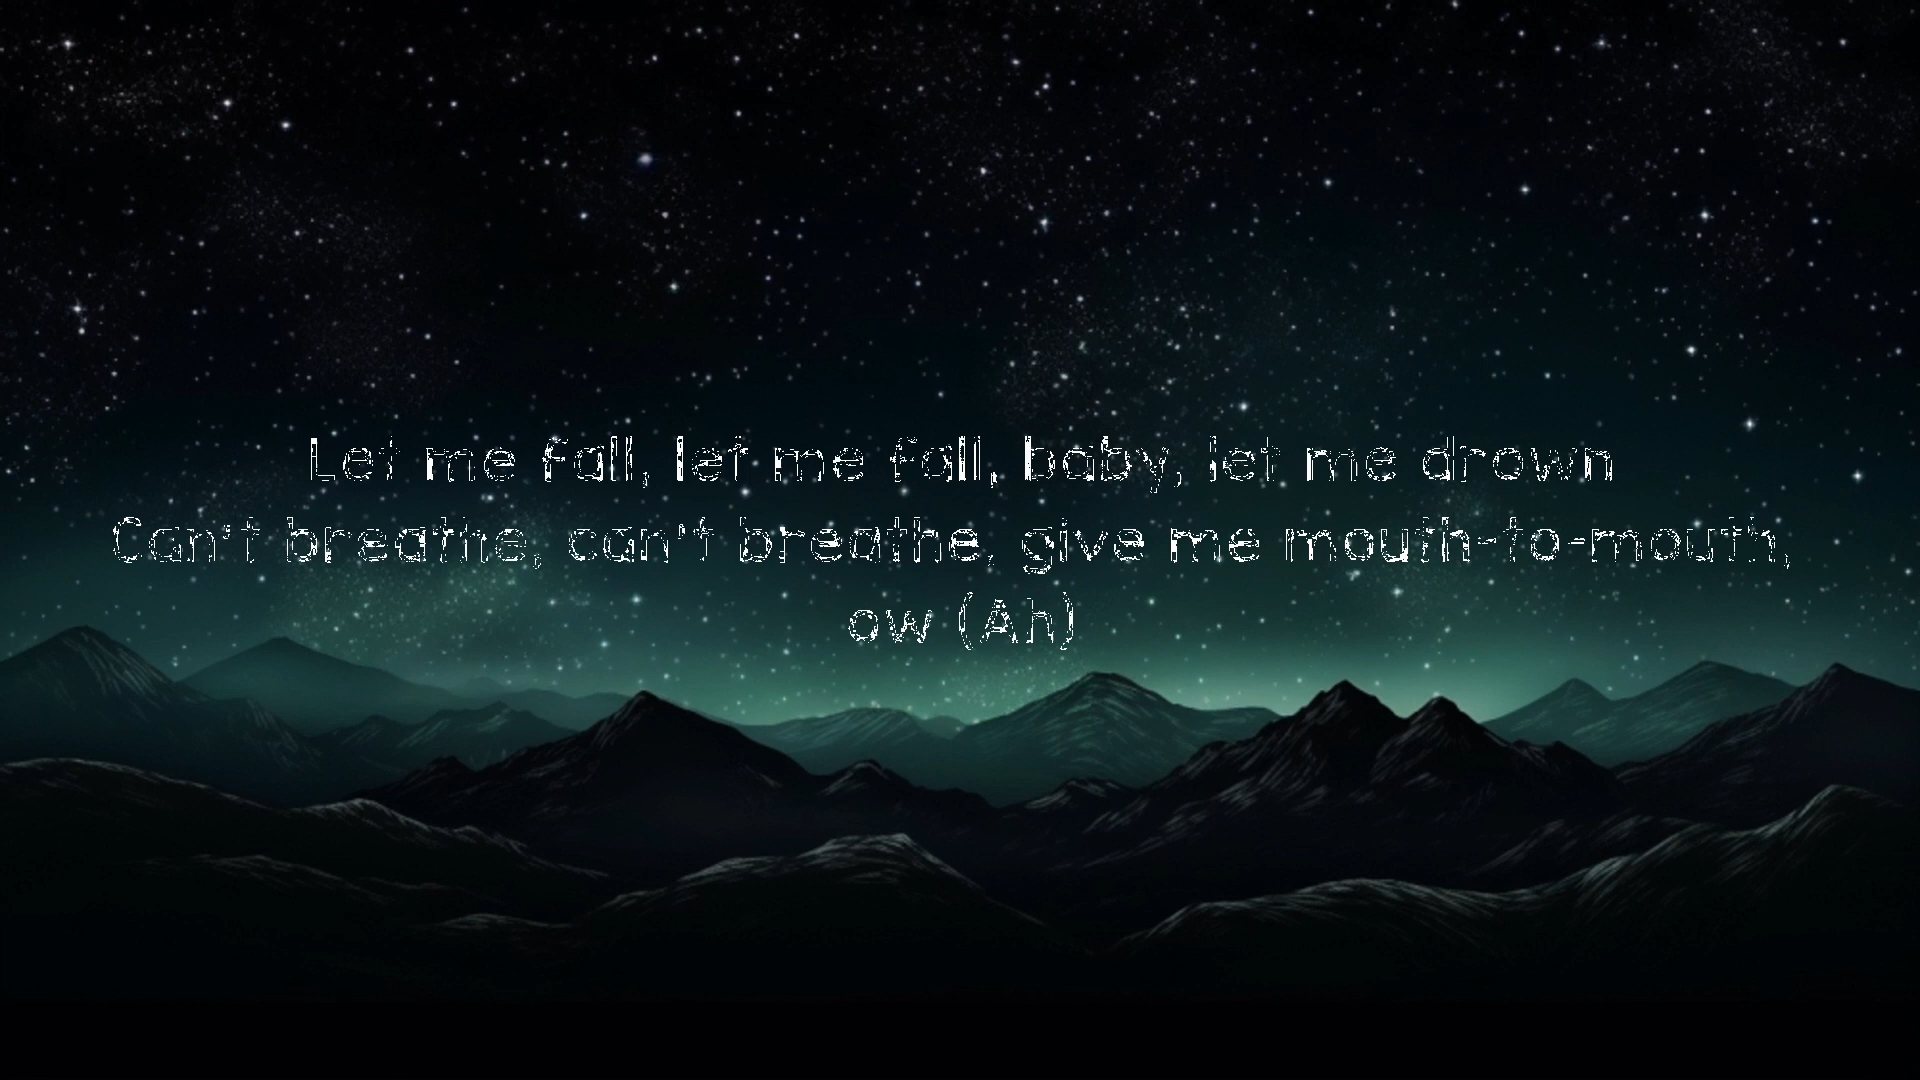 Let me fall, let me fall, baby, let me drown
Can't breathe, can't breathe, give me mouth-to-mouth,
ow (Ah)